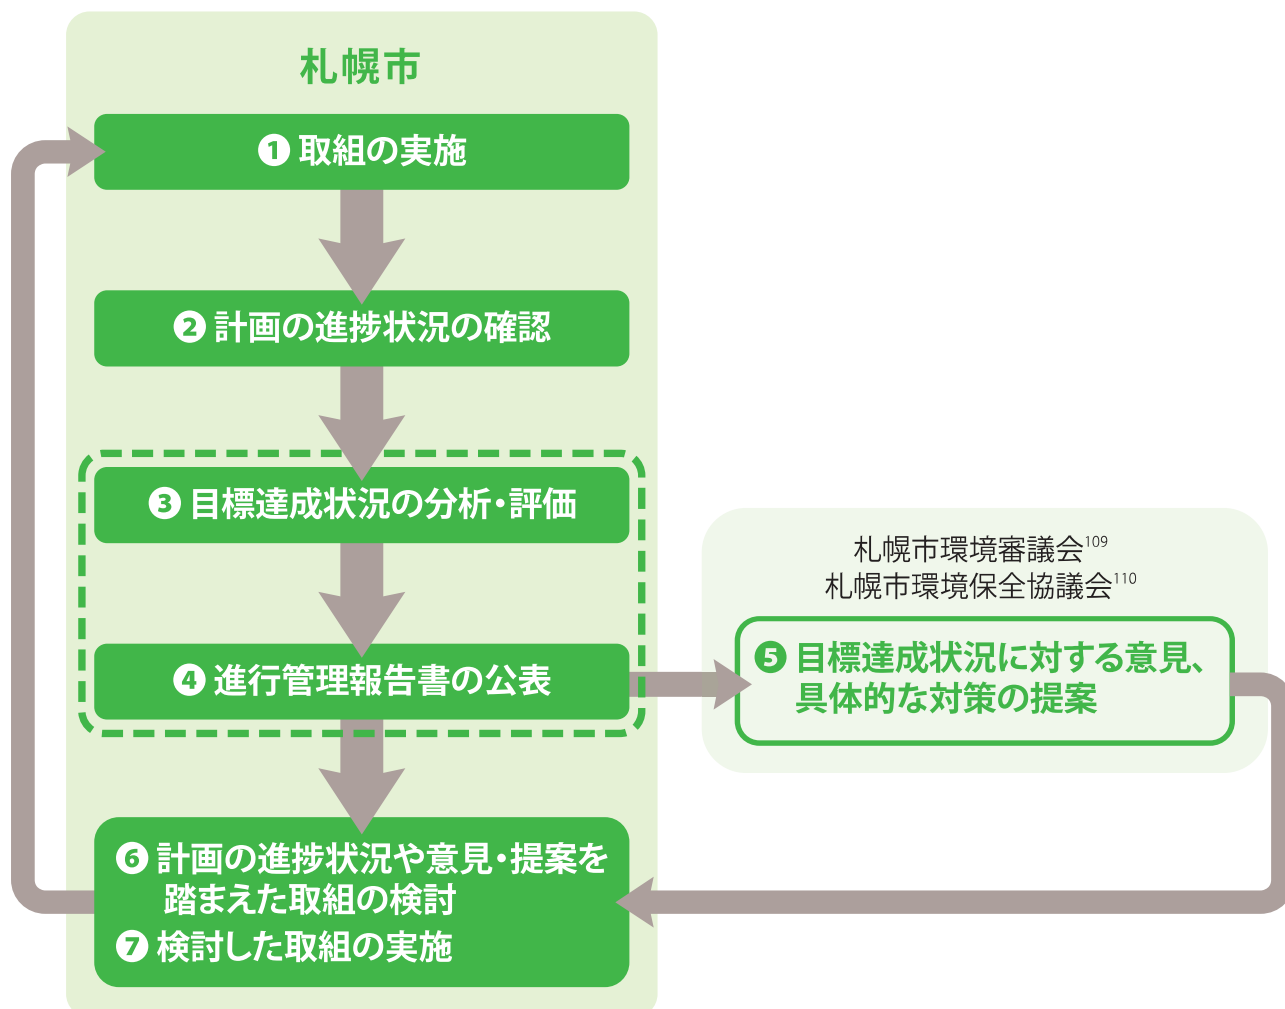 札幌市
❶ 取組の実施
❷ 計画の進捗状況の確認
❸ 目標達成状況の分析・評価
❹ 進行管理報告書の公表
札幌市環境審議会109
札幌市環境保全協議会110
❺ 目標達成状況に対する意見、
具体的な対策の提案
❻ 計画の進捗状況や意見・提案を
踏まえた取組の検討
❼ 検討した取組の実施